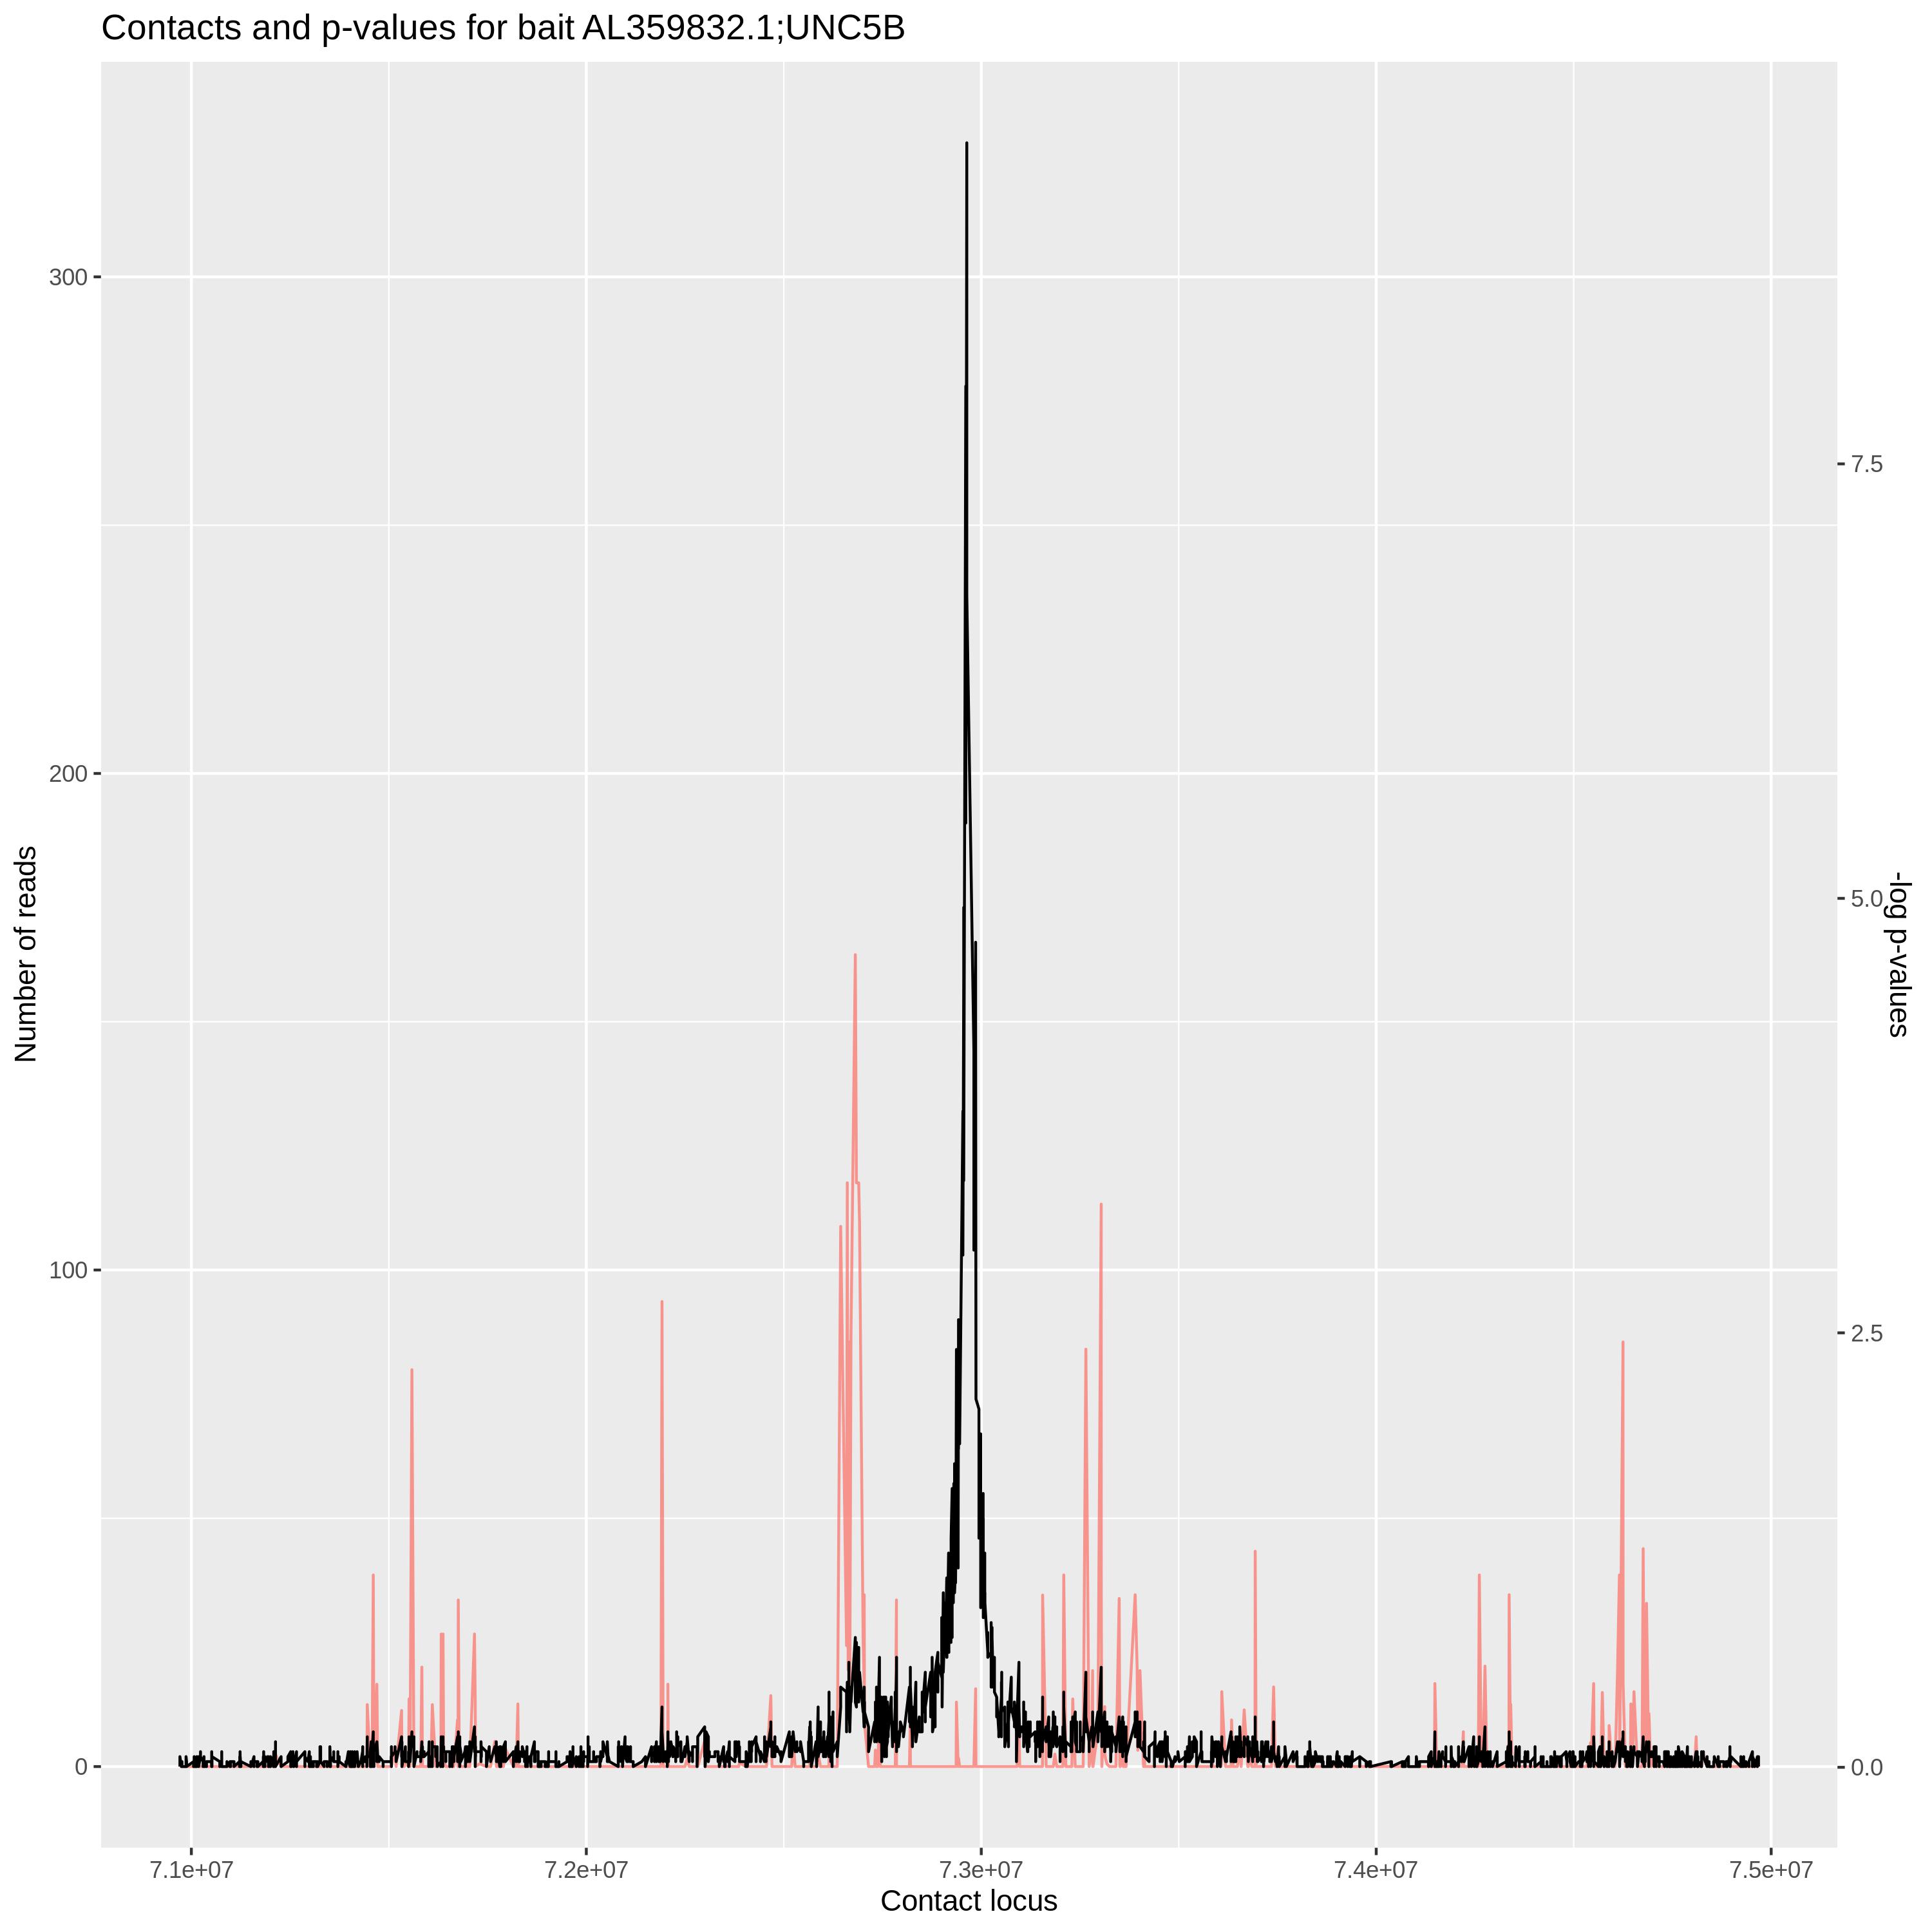 Contacts and p-values for bait AL359832.1;UNC5B
300
200
100
0
Number of reads
7.5
5.0
2.5
0.0
-log p-values
7.1e+07 7.2e+07 7.3e+07 7.4e+07 7.5e+07
Contact locus